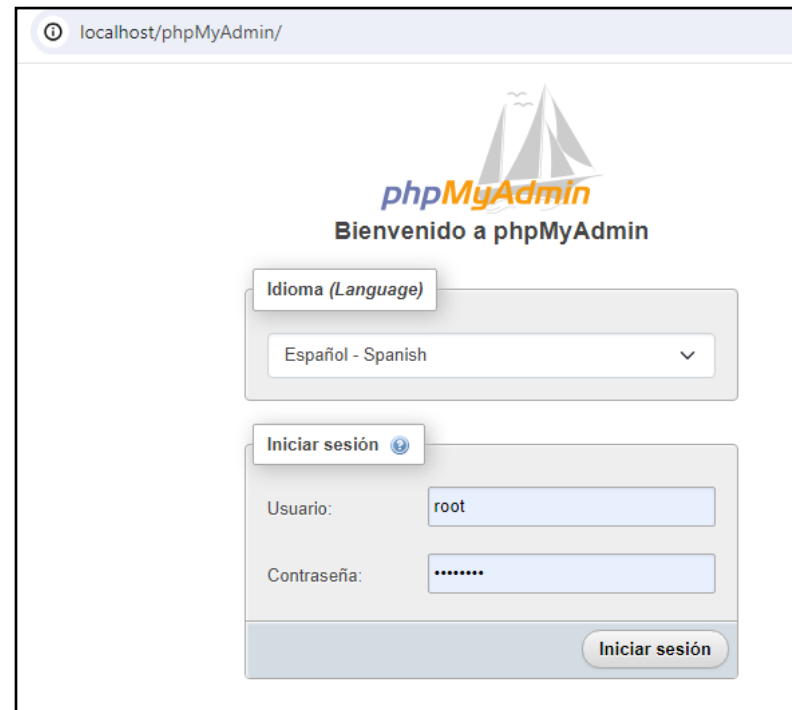 localhost/phpMyAdmin/
phpMyAdmin
Bienvenido a phpMyAdmin
Idioma (Language)
Español - Spanish
Iniciar sesión
Usuario:
root
Contraseña:
••••••••
Iniciar sesión